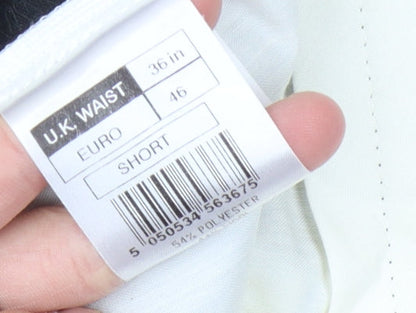 U.K. WAIST 36 in
EURO 46
SHORT
5 050534 563675
54% POLYESTER